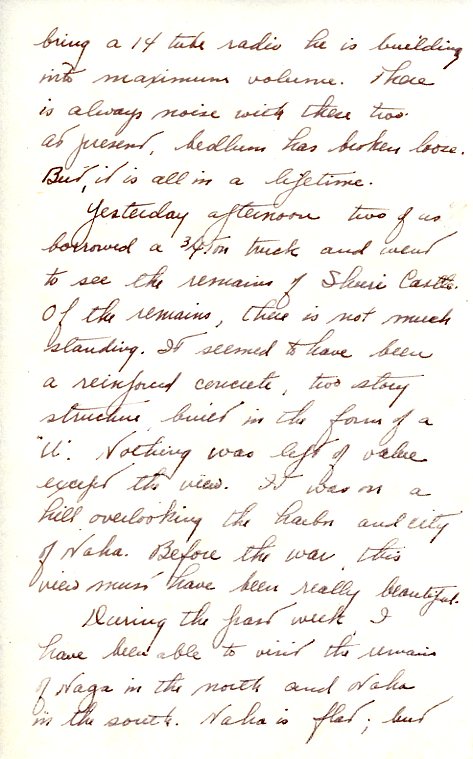 bring a 14 tube radio he is building
into maximum volume. There
is always noise with these two.
at present, bedlum has broken loose.
But, it is all in a lifetime.
Yesterday afternoon two of us
borrowed a 3/4 Ton truck and went
to see the remains of Shuri Castle.
Of the remains, there is not much
standing. It seemed to have been
a reinforced concrete, two story
structure, built in the form of a
"U". Nothing was left of value
except the view. It was on a
hill overlooking the harbor and city
of Naha. Before the war, this
view must have been really beautiful.
During the past week, I
have been able to visit the remains
of Naga in the north and Naha
in the south. Naha is flat; but